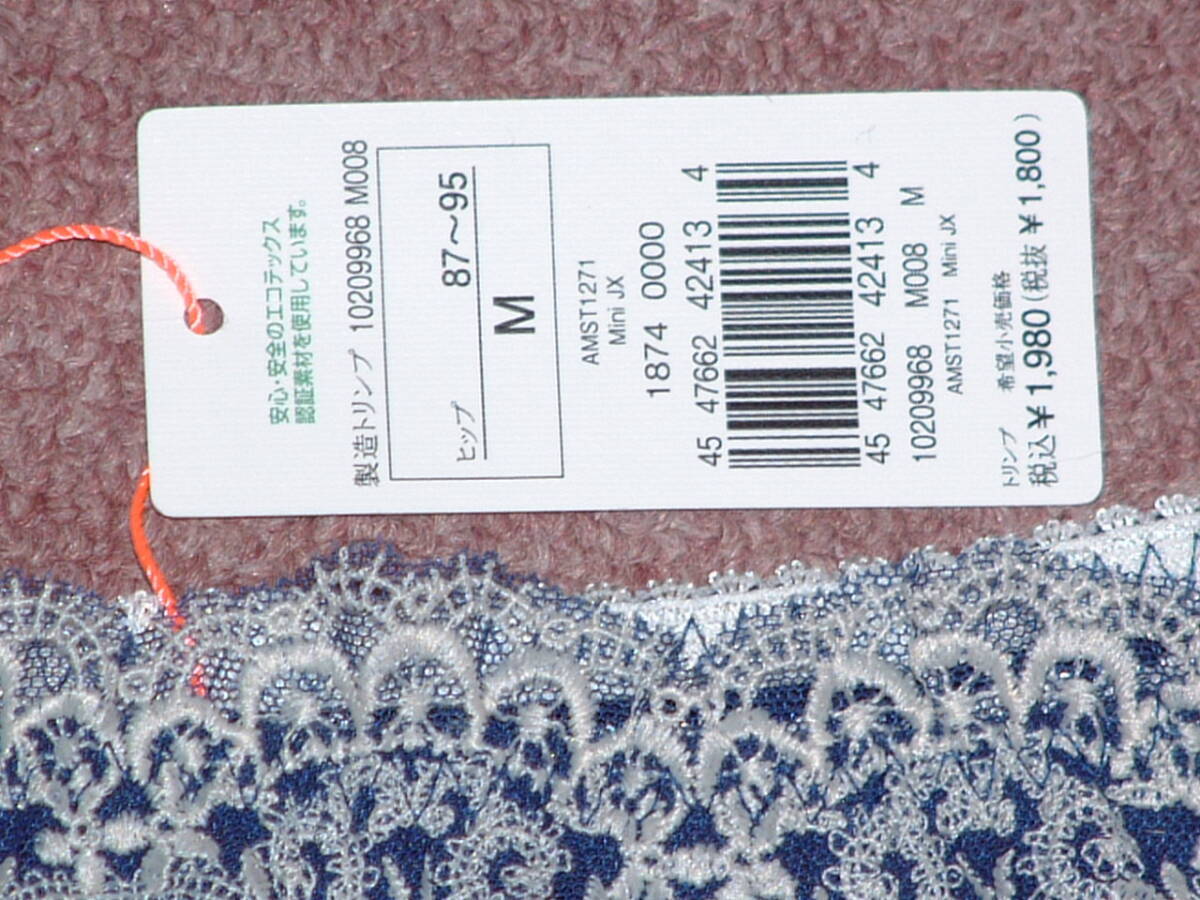 安心・安全のエコテックス
認証素材を使用しています。
製造トリンプ 10209968 M008
ヒップ 87〜95
M
AMST1271
Mini JX
1874 0000
45 47662 42413 4
45 47662 42413 4
10209968 M008 M
AMST1271 Mini JX
トリンプ 希望小売価格
税込¥1,980(税抜¥1,800)